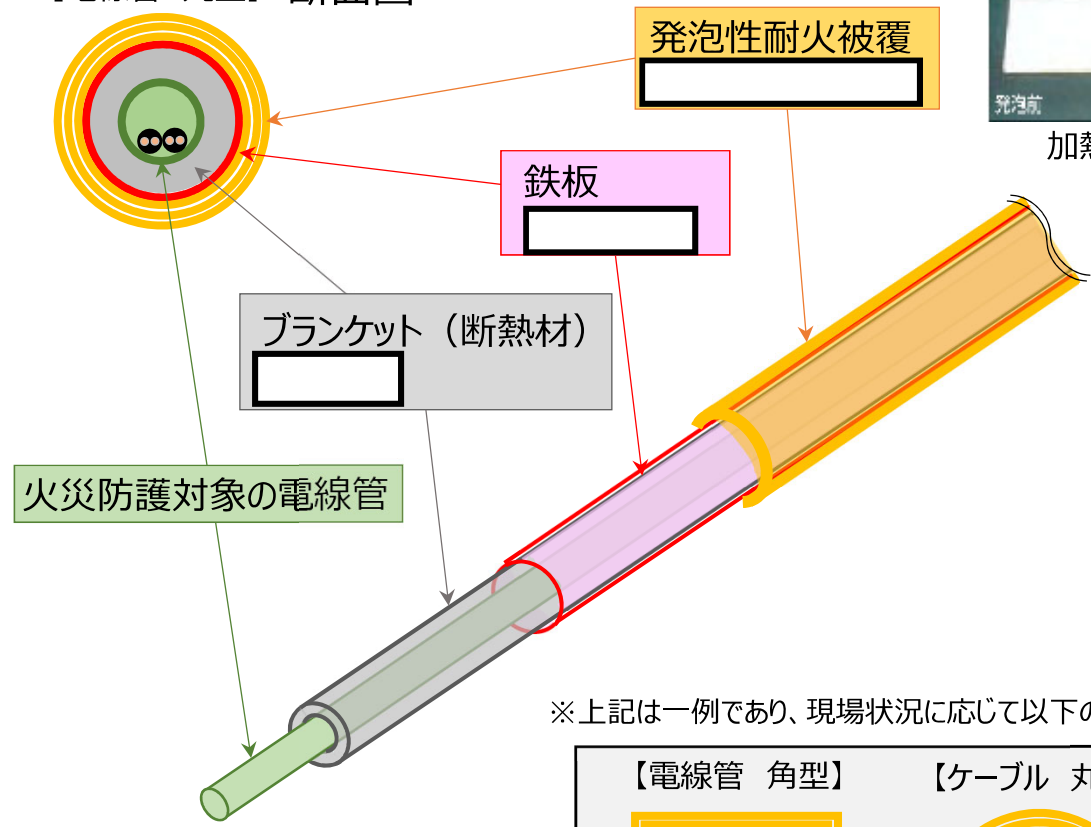 断面図
発泡性耐火被覆
発泡前
加熱
鉄板
ブランケット（断熱材）
火災防護対象の電線管
※上記は一例であり、現場状況に応じて以下の
【電線管　角型】
【ケーブル　丸